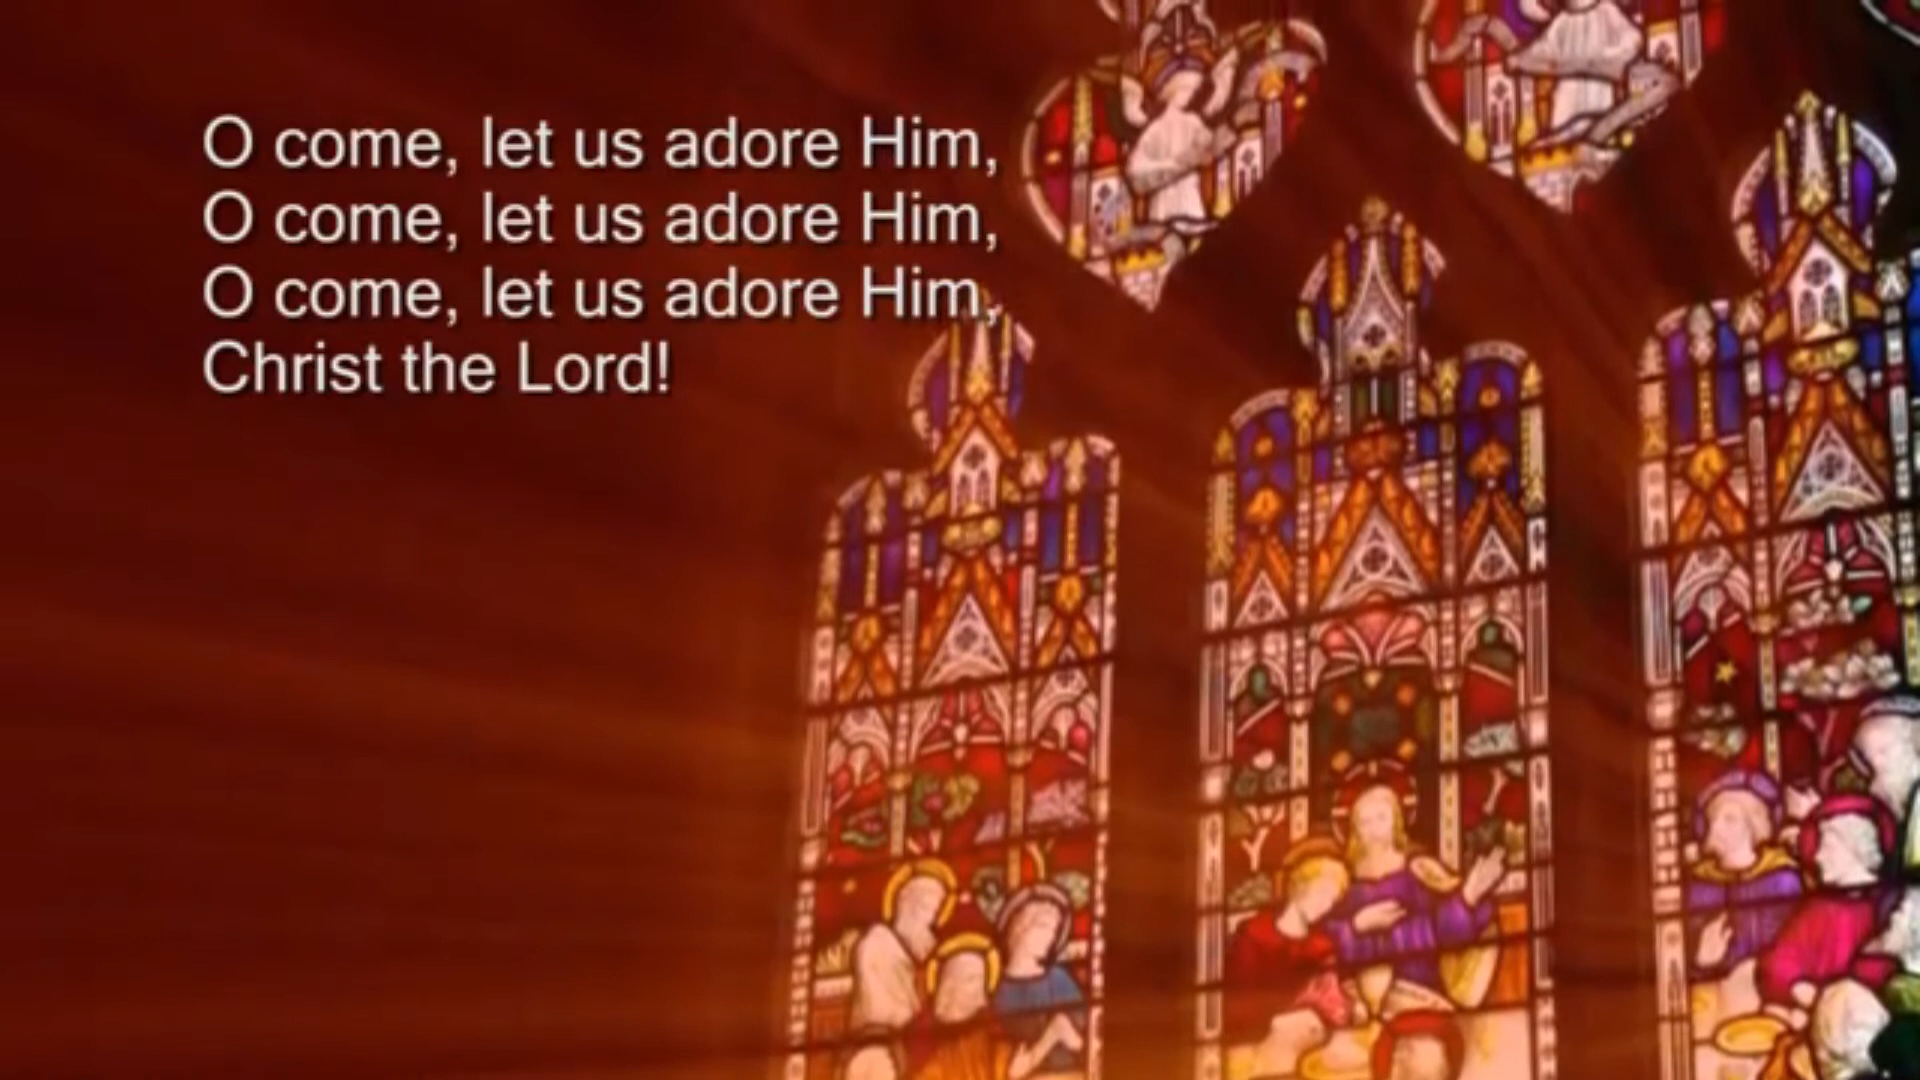 O come, let us adore Him,
O come, let us adore Him,
O come, let us adore Him,
Christ the Lord!